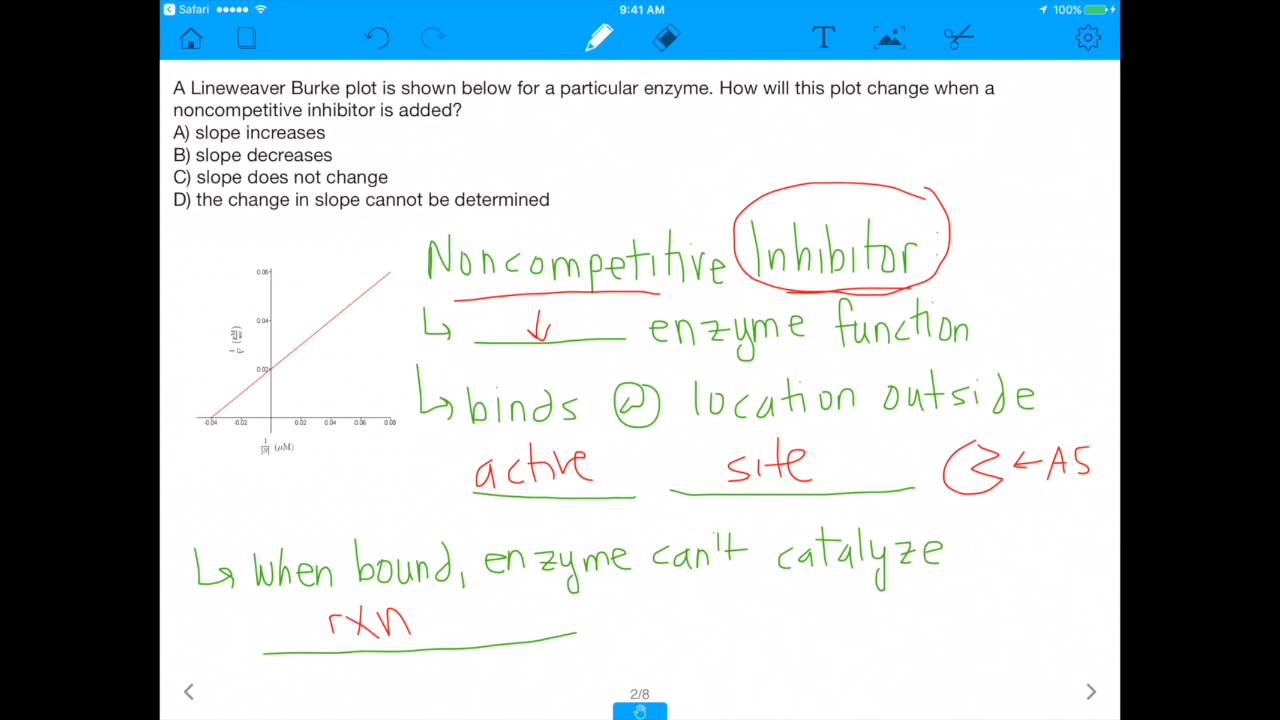 Safari
9:41 AM
100%
T
A Lineweaver Burke plot is shown below for a particular enzyme. How will this plot change when a
noncompetitive inhibitor is added?
A) slope increases
B) slope decreases
C) slope does not change
D) the change in slope cannot be determined
Noncompetitive Inhibitor
↳ ↓ enzyme function
↳ binds @ location outside
active site ← AS
↳ when bound, enzyme can't catalyze
rxn
0.06
0.04
0.02
-0.04 -0.02 0.02 0.04 0.06 0.08
1/[S] (μM)
2/8